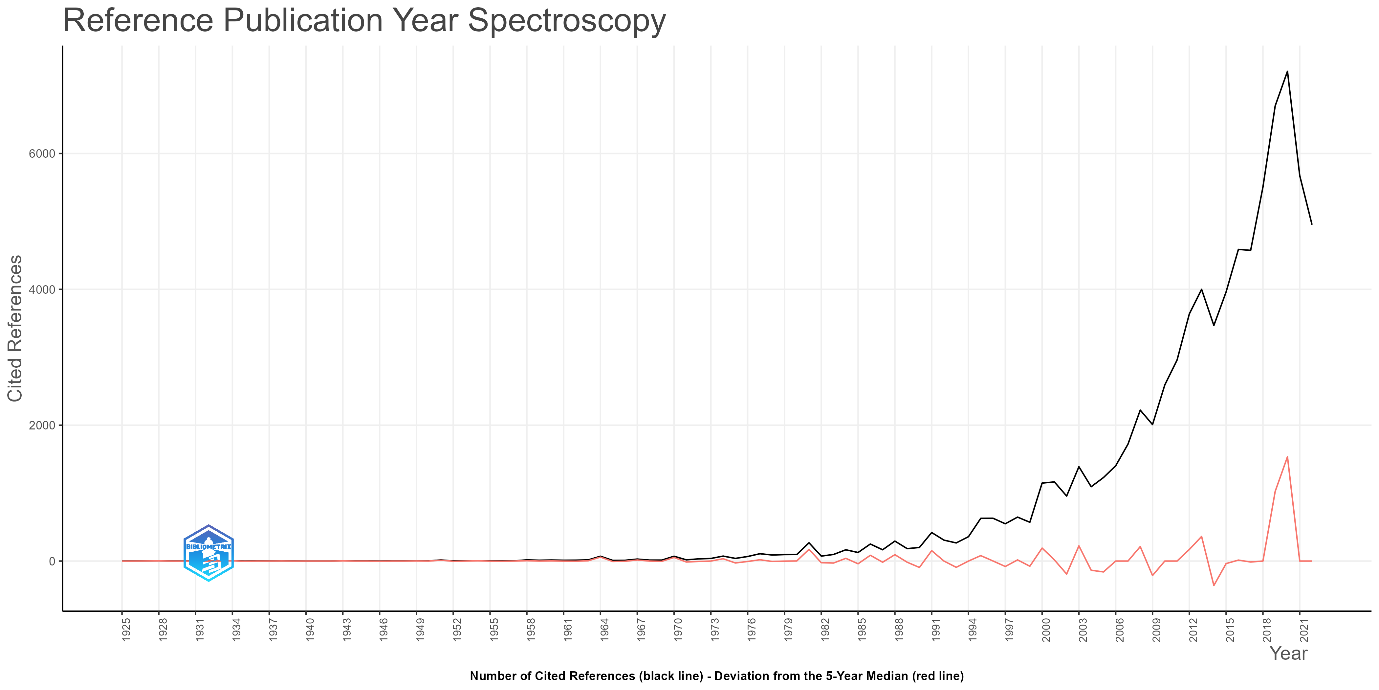 Reference Publication Year Spectroscopy
Cited References
6000
4000
2000
0
BIBLIOMETRIX
1925 1928 1931 1934 1937 1940 1943 1946 1949 1952 1955 1958 1961 1964 1967 1970 1973 1976 1979 1982 1985 1988 1991 1994 1997 2000 2003 2006 2009 2012 2015 2018 2021
Year
Number of Cited References (black line) - Deviation from the 5-Year Median (red line)